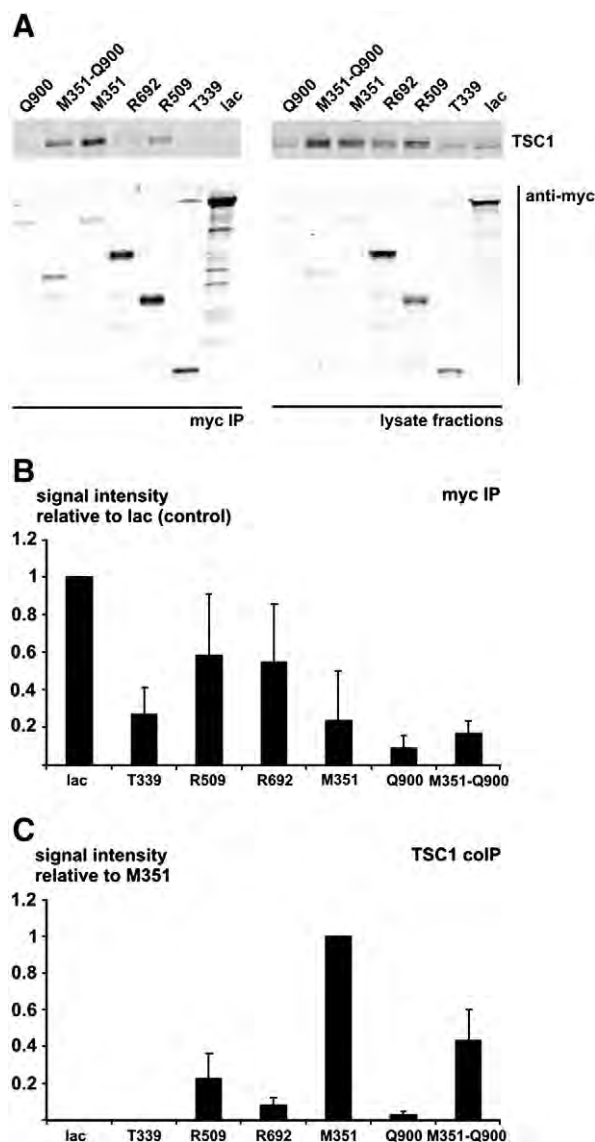 A
Q900 M351-Q900 M351 R692 R509 T339 lac
Q900 M351-Q900 M351 R692 R509 T339 lac
TSC1
anti-myc
myc IP
lysate fractions
B
signal intensity
relative to lac (control)
myc IP
1.2
1
0.8
0.6
0.4
0.2
lac T339 R509 R692 M351 Q900 M351-Q900
C
signal intensity
relative to M351
TSC1 coIP
1.2
1
0.8
0.6
0.4
0.2
lac T339 R509 R692 M351 Q900 M351-Q900